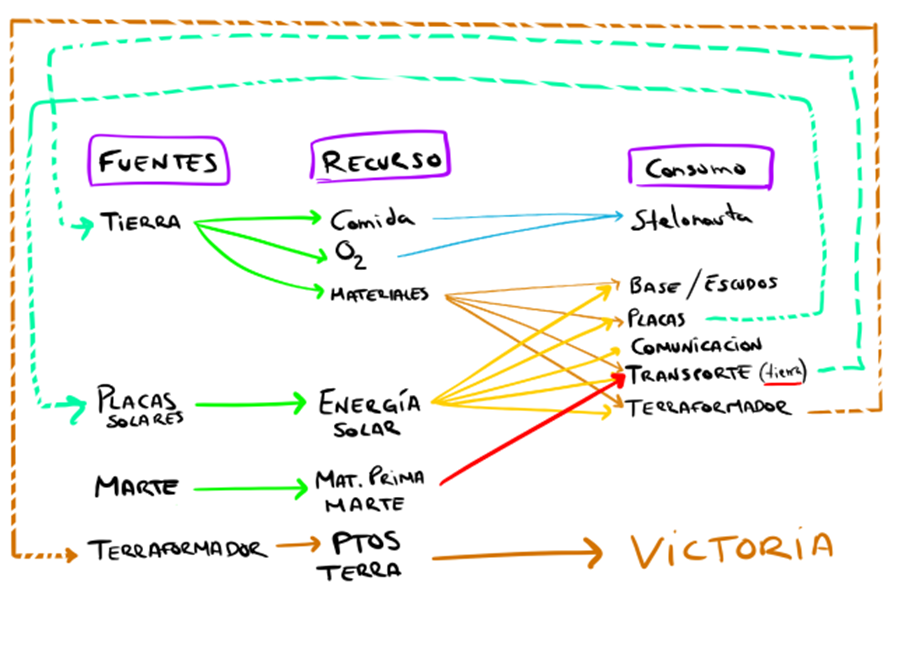 FUENTES RECURSO Consumo
TIERRA Comida Stelonauta
O2
MATERIALES BASE / ESCUDOS
PLACAS
COMUNICACION
TRANSPORTE (tierra)
PLACAS SOLARES ENERGÍA SOLAR TERRAFORMADOR
MARTE MAT. PRIMA MARTE
TERRAFORMADOR PTOS TERRA VICTORIA